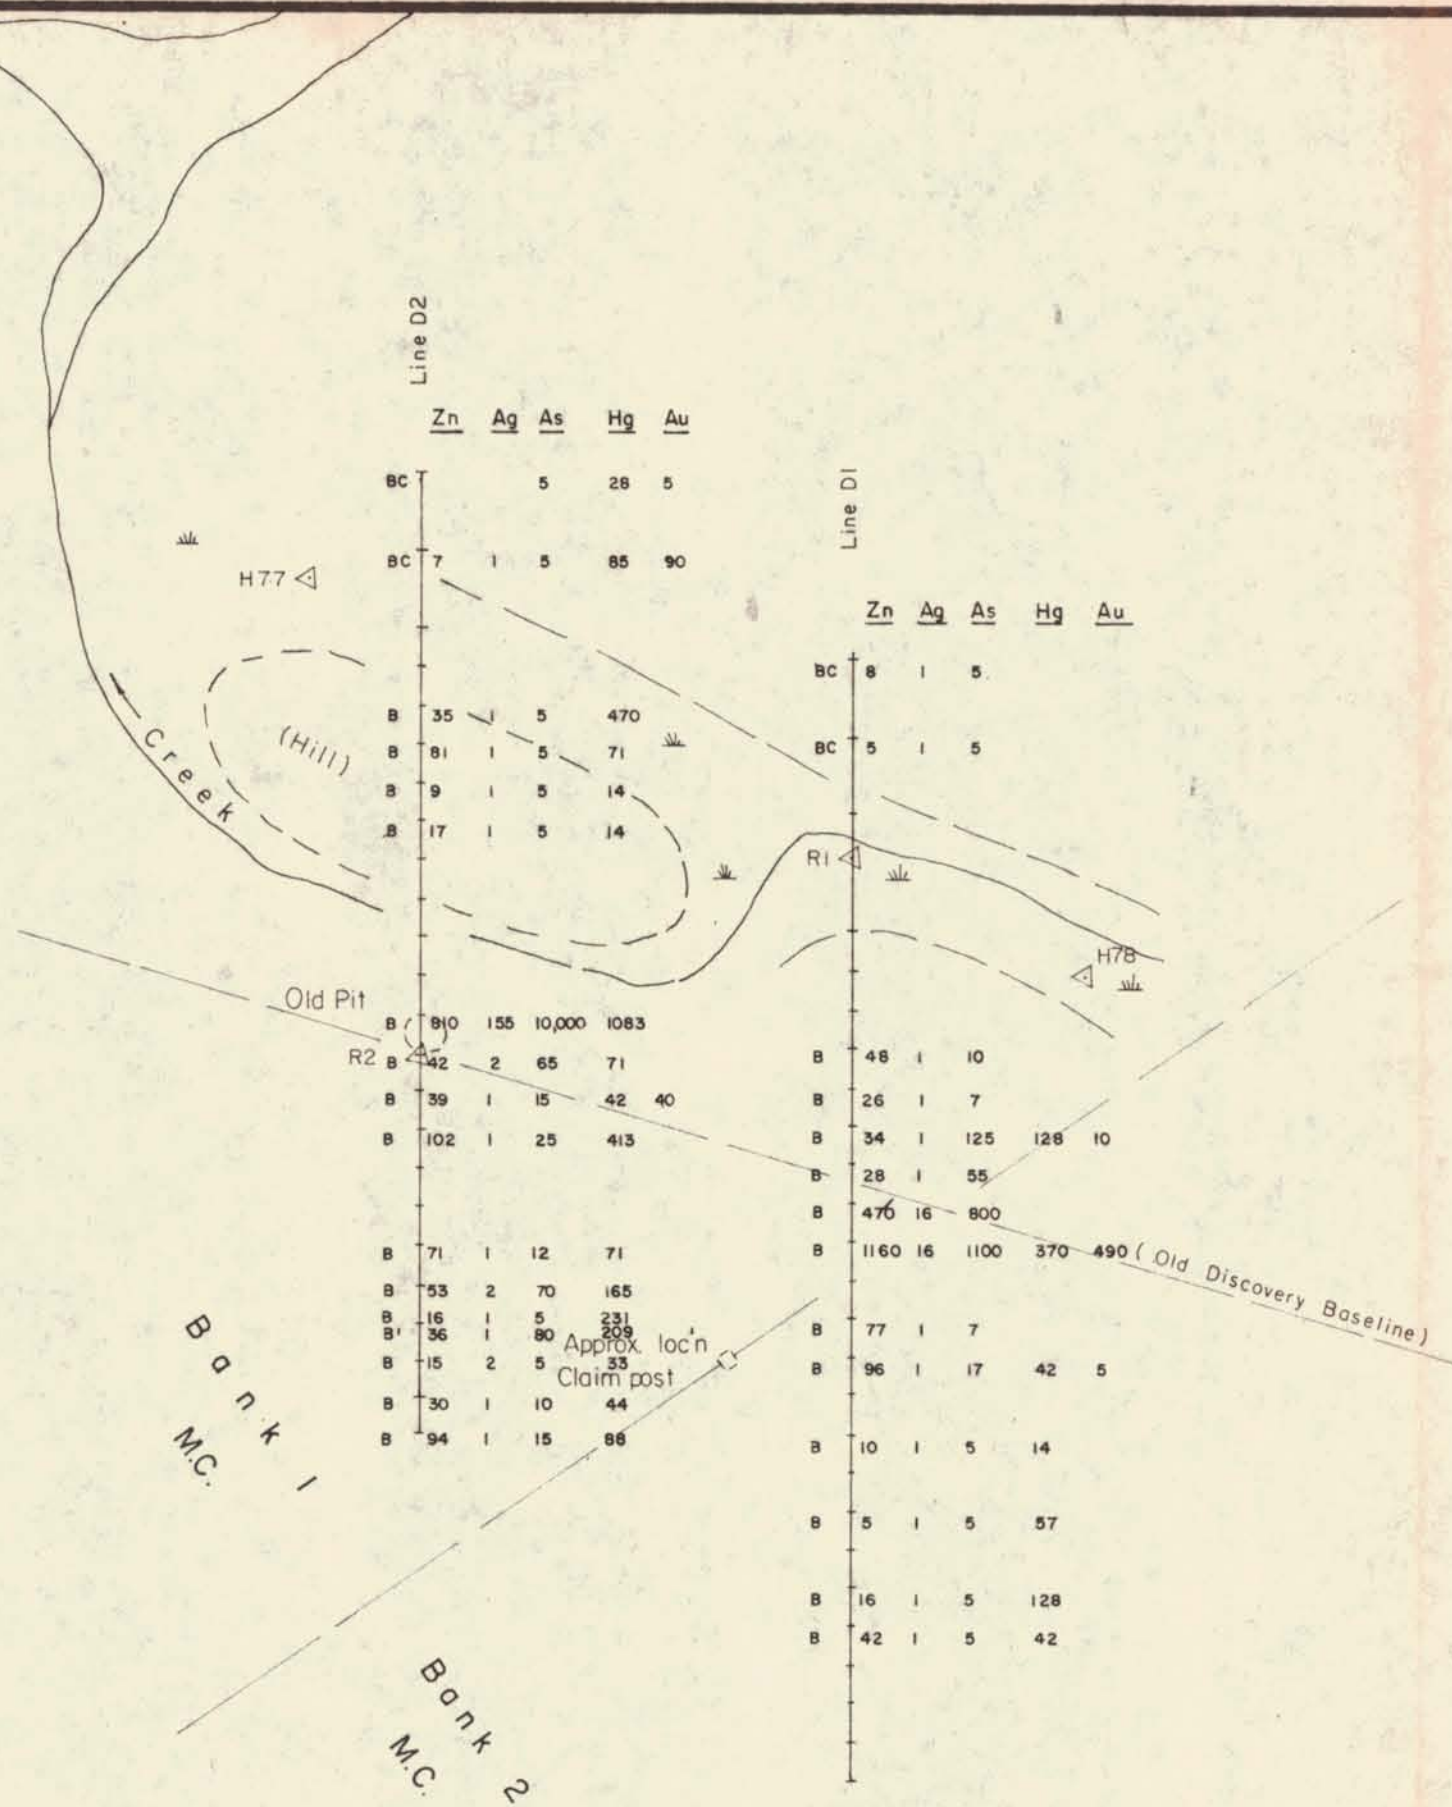 Line D2
Zn Ag As Hg Au
BC 5 28 5
BC 7 1 5 85 90
H77
B 35 1 5 470
B 81 1 5 71
B 9 1 5 14
B 17 1 5 14
(Hill)
Creek
Old Pit
B 810 155 10,000 1083
R2
B 42 2 65 71
B 39 1 15 42 40
B 102 1 25 413
B 71 1 12 71
B 53 2 70 165
B 16 1 5 231
B' 36 1 80 209
B 15 2 5 33
B 30 1 10 44
B 94 1 15 88
Approx. loc'n
Claim post
Line D1
Zn Ag As Hg Au
BC 8 1 5
BC 5 1 5
R1
H78
B 48 1 10
B 26 1 7
B 34 1 125 128 10
B 28 1 55
B 470 16 800
B 1160 16 1100 370 490
(Old Discovery Baseline)
B 77 1 7
B 96 1 17 42 5
B 10 1 5 14
B 5 1 5 57
B 16 1 5 128
B 42 1 5 42
Bank 1
M.C.
Bank 2
M.C.